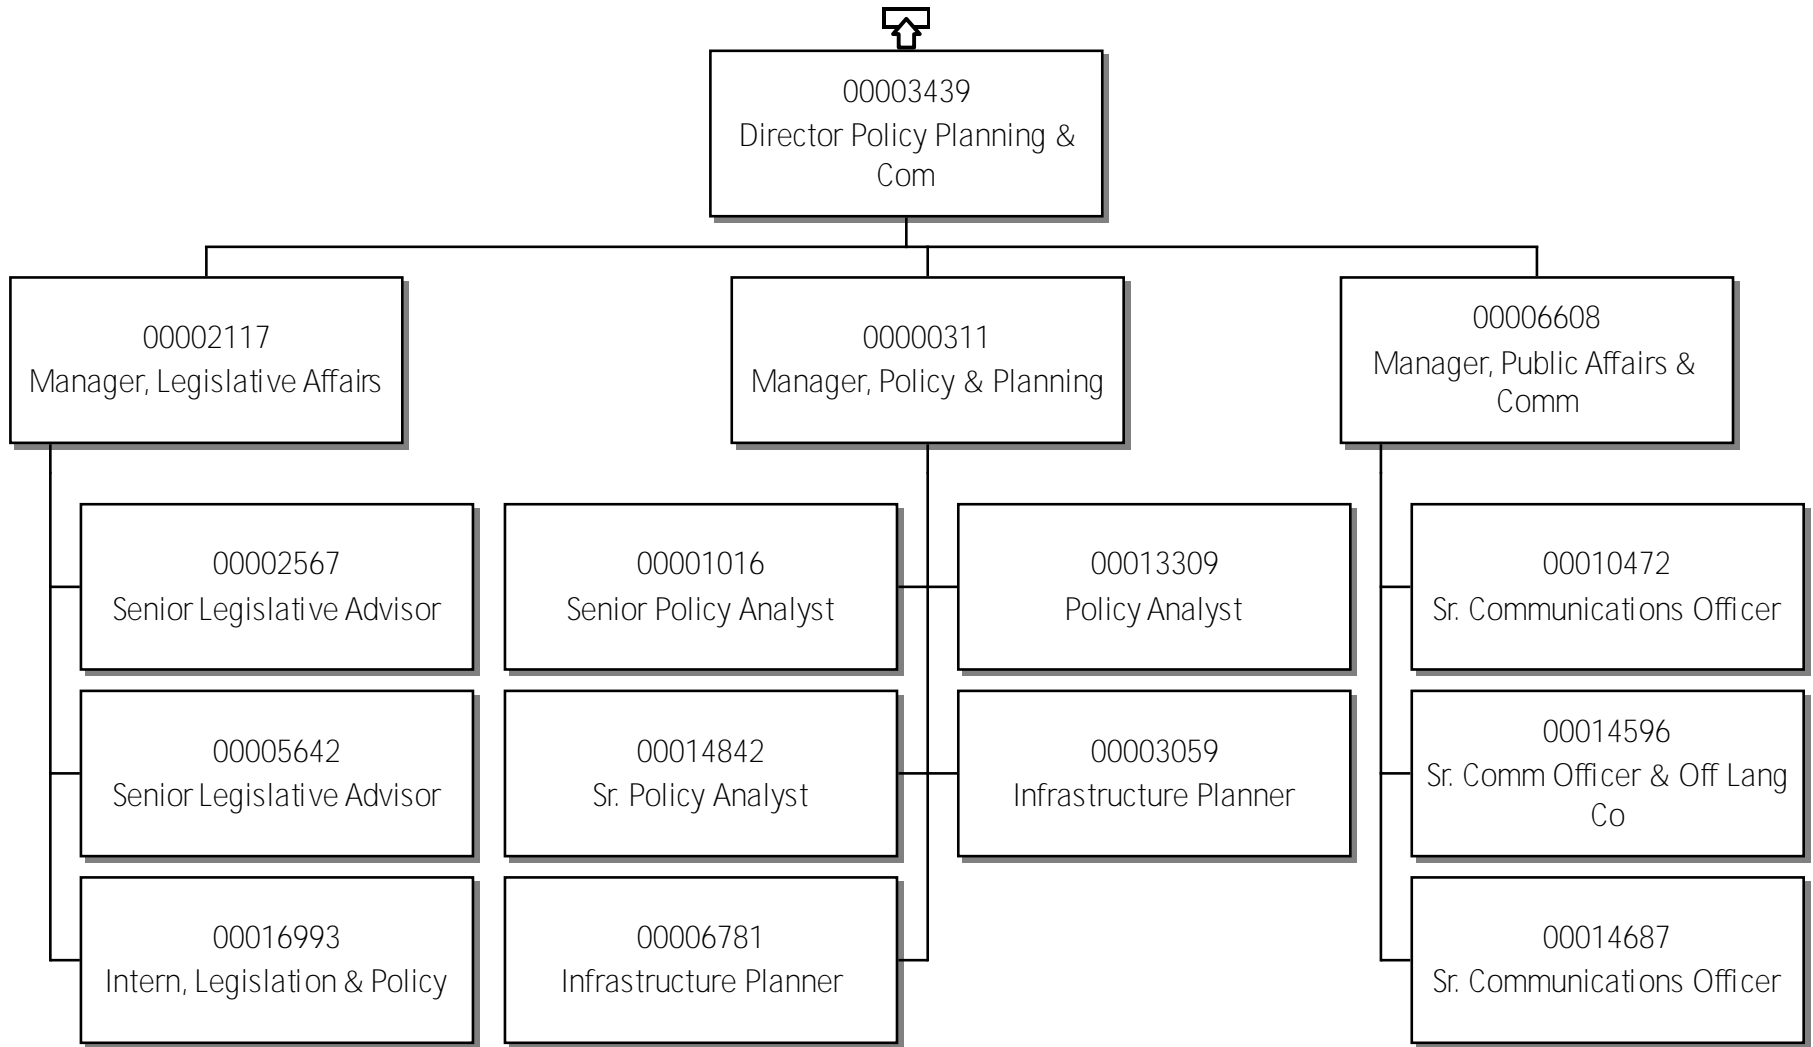 00003439
Director Policy Planning &
Com
00002117
Manager, Legislative Affairs
00000311
Manager, Policy & Planning
00006608
Manager, Public Affairs &
Comm
00002567
Senior Legislative Advisor
00005642
Senior Legislative Advisor
00016993
Intern, Legislation & Policy
00001016
Senior Policy Analyst
00014842
Sr. Policy Analyst
00006781
Infrastructure Planner
00013309
Policy Analyst
00003059
Infrastructure Planner
00010472
Sr. Communications Officer
00014596
Sr. Comm Officer & Off Lang
Co
00014687
Sr. Communications Officer